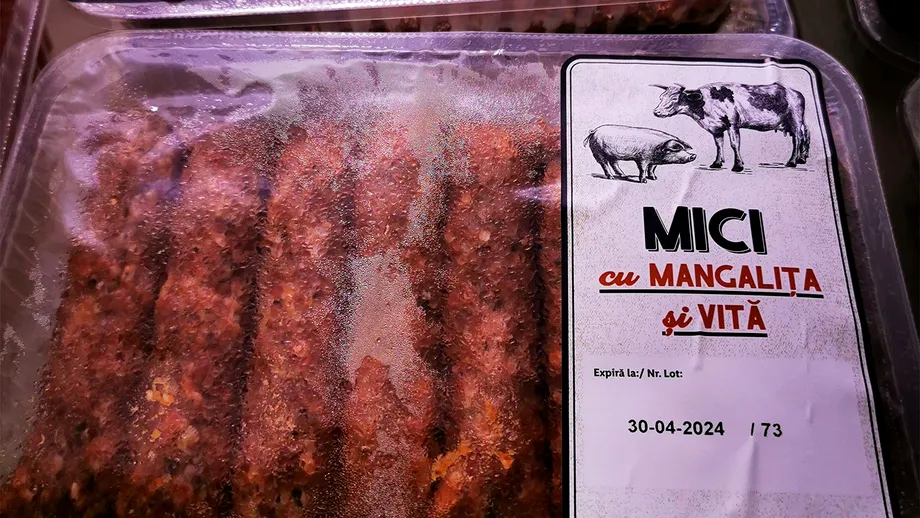 MICI
cu MANGALIȚA
și VITĂ
Expiră la:/ Nr. Lot:
30-04-2024 / 73